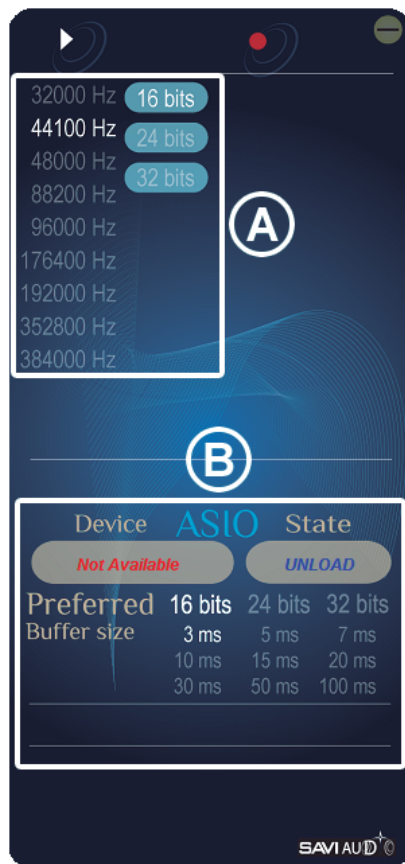 32000 Hz 16 bits
44100 Hz 24 bits
48000 Hz 32 bits
88200 Hz
96000 Hz
176400 Hz
192000 Hz
352800 Hz
384000 Hz
A
B
Device ASIO State
Not Available UNLOAD
Preferred 16 bits 24 bits 32 bits
Buffer size 3 ms 5 ms 7 ms
10 ms 15 ms 20 ms
30 ms 50 ms 100 ms
SAVI AUDIO